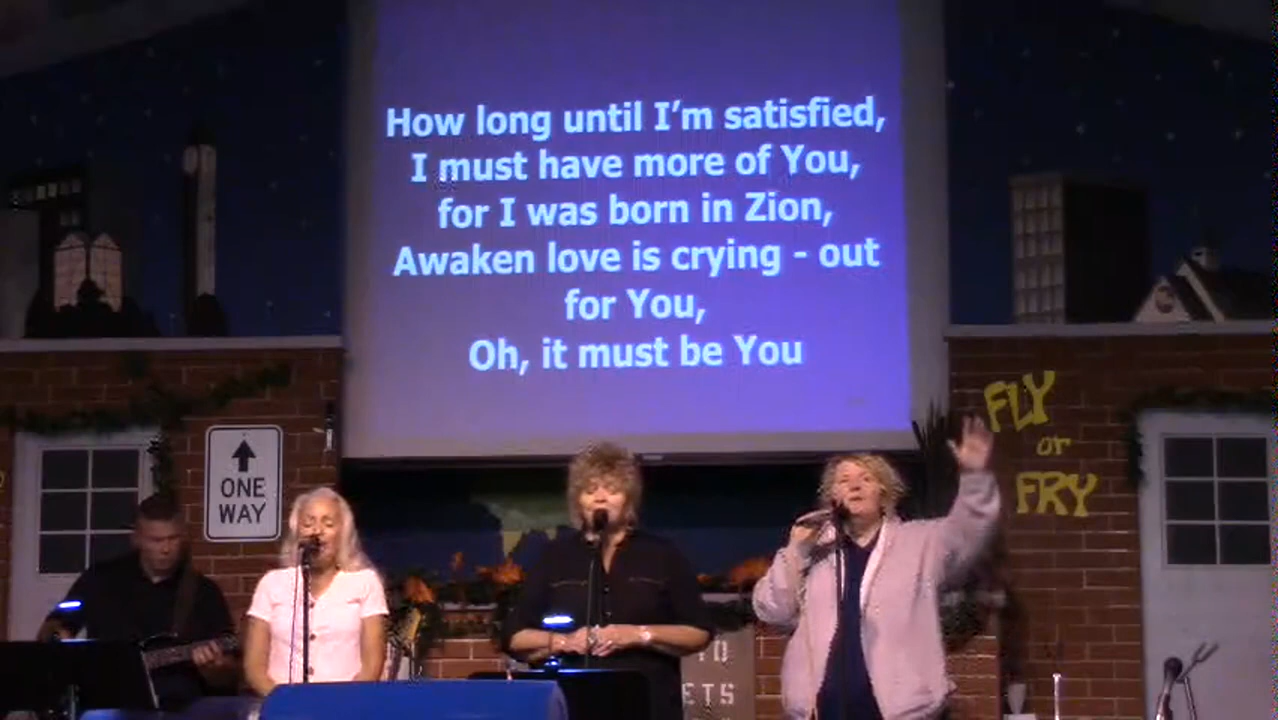 How long until I'm satisfied,
I must have more of You,
for I was born in Zion,
Awaken love is crying - out
for You,
Oh, it must be You
ONE
WAY
FLY
or
FRY